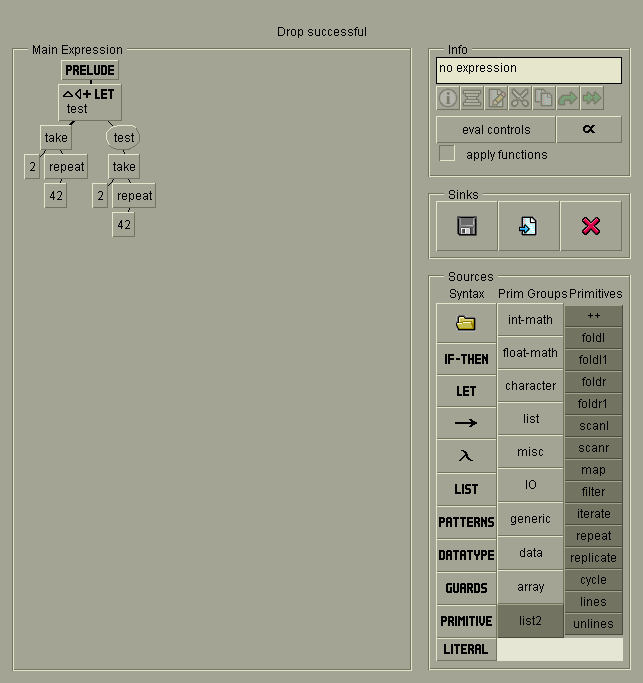 Drop successful
Main Expression
PRELUDE
LET
test
take
test
2
repeat
take
42
2
repeat
42
Info
no expression
eval controls
∝
apply functions
Sinks
Sources
Syntax
Prim Groups
Primitives
IF-THEN
LET
→
λ
LIST
PATTERNS
DATATYPE
GUARDS
PRIMITIVE
LITERAL
int-math
float-math
character
list
misc
IO
generic
data
array
list2
++
foldl
foldl1
foldr
foldr1
scanl
scanr
map
filter
iterate
repeat
replicate
cycle
lines
unlines